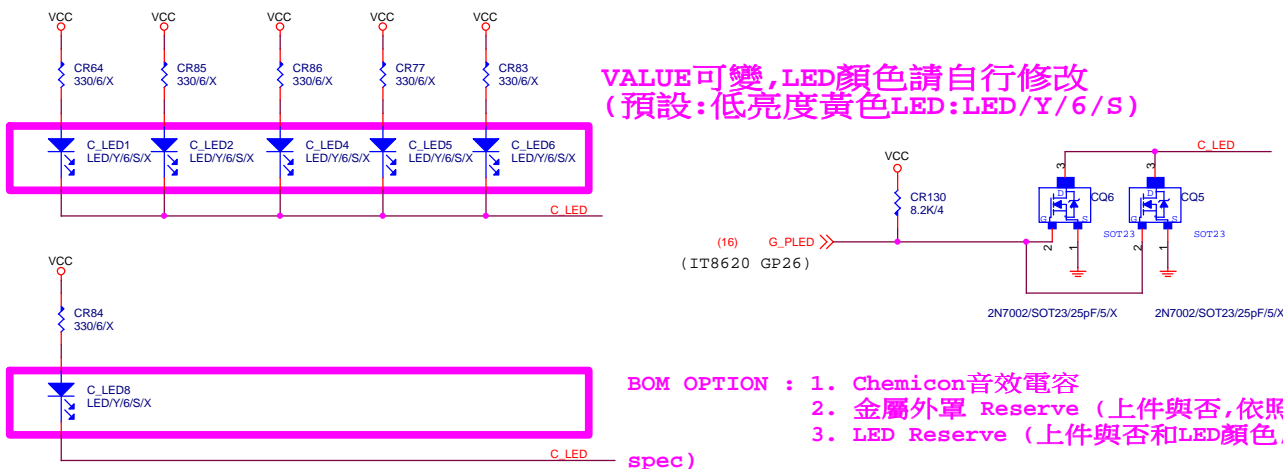 VCC VCC VCC VCC VCC
CR64 CR85 CR86 CR77 CR83
330/6/X 330/6/X 330/6/X 330/6/X 330/6/X
VALUE可變,LED顏色請自行修改
(預設:低亮度黃色LED:LED/Y/6/S)
C_LED1 C_LED2 C_LED4 C_LED5 C_LED6
LED/Y/6/S/X LED/Y/6/S/X LED/Y/6/S/X LED/Y/6/S/X LED/Y/6/S/X
C_LED
C_LED
VCC
CR130
8.2K/4
3 3
D D
CQ6 CQ5
G S G S
SOT23 SOT23
2 1 2 1
(16) G_PLED
(IT8620 GP26)
2N7002/SOT23/25pF/5/X 2N7002/SOT23/25pF/5/X
VCC
CR84
330/6/X
C_LED8
LED/Y/6/S/X
C_LED
BOM OPTION : 1. Chemicon音效電容
2. 金屬外罩 Reserve (上件與否,依照
3. LED Reserve (上件與否和LED顏色
spec)